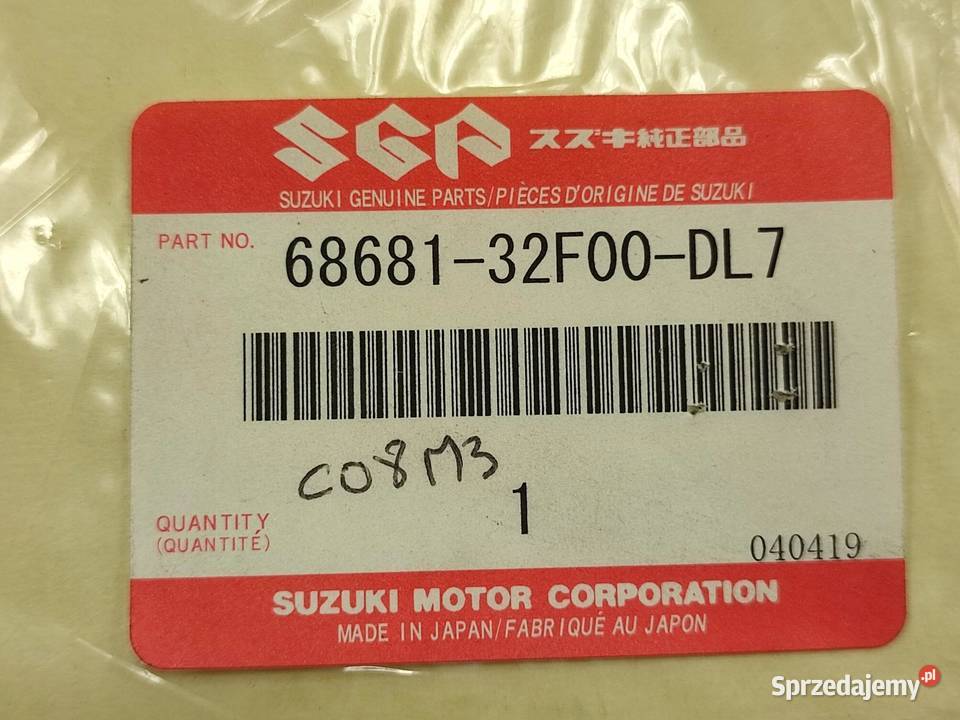 SGP スズキ純正部品
SUZUKI GENUINE PARTS/PIÈCES D'ORIGINE DE SUZUKI
PART NO. 68681-32F00-DL7
C08M3
QUANTITY
(QUANTITÉ)
1
040419
SUZUKI MOTOR CORPORATION
MADE IN JAPAN/FABRIQUÉ AU JAPON
Sprzedajemy.pl